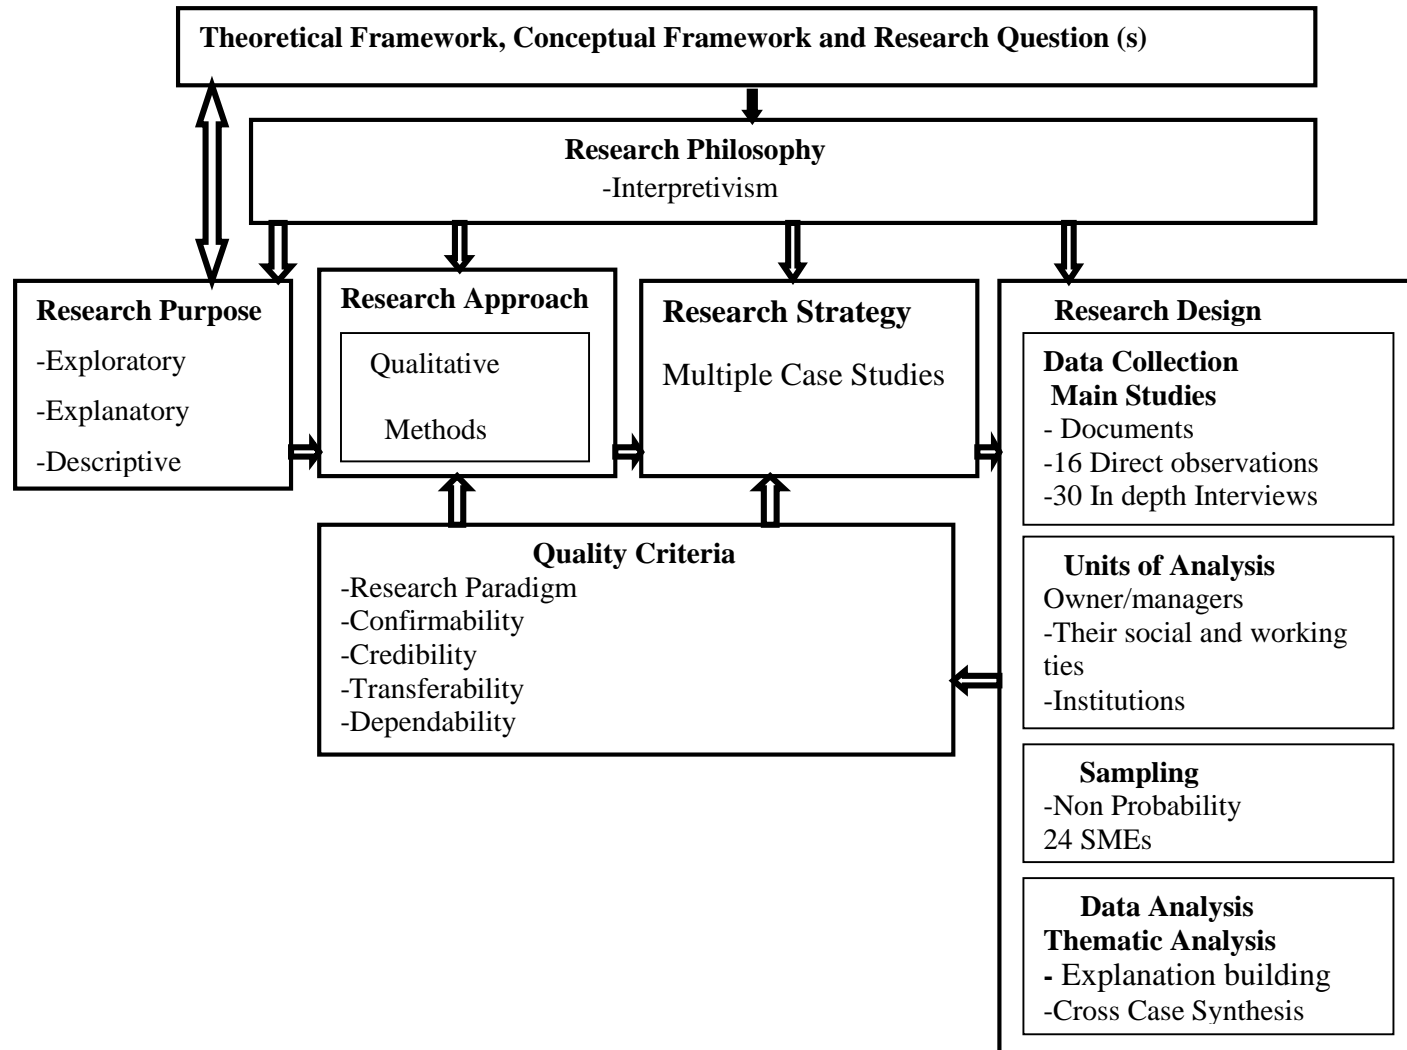 Theoretical Framework, Conceptual Framework and Research Question (s)
Research Philosophy
-Interpretivism
Research Purpose
-Exploratory
-Explanatory
-Descriptive
Research Approach
Qualitative
Methods
Research Strategy
Multiple Case Studies
Research Design
Data Collection
Main Studies
- Documents
-16 Direct observations
-30 In depth Interviews
Units of Analysis
Owner/managers
-Their social and working
ties
-Institutions
Sampling
-Non Probability
24 SMEs
Data Analysis
Thematic Analysis
- Explanation building
-Cross Case Synthesis
Quality Criteria
-Research Paradigm
-Confirmability
-Credibility
-Transferability
-Dependability